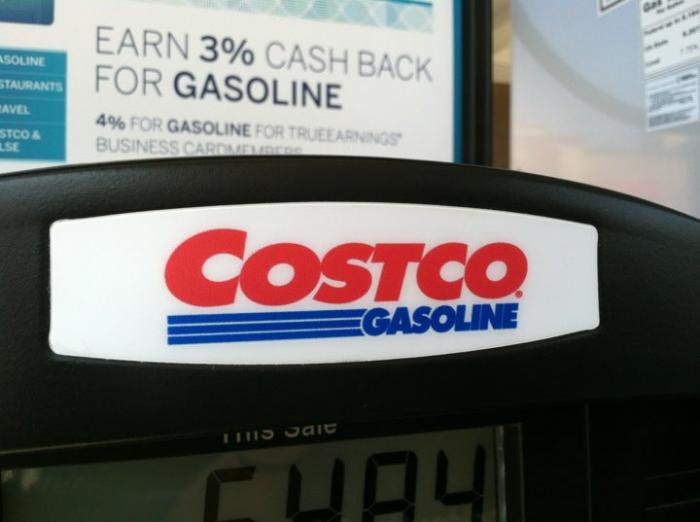 EARN 3% CASH BACK
FOR GASOLINE
4% FOR GASOLINE FOR TRUEEARNINGS®
BUSINESS CARDMEMBERS
ASOLINE
STAURANTS
AVEL
STCO &
LSE
COSTCO
GASOLINE
This Sale